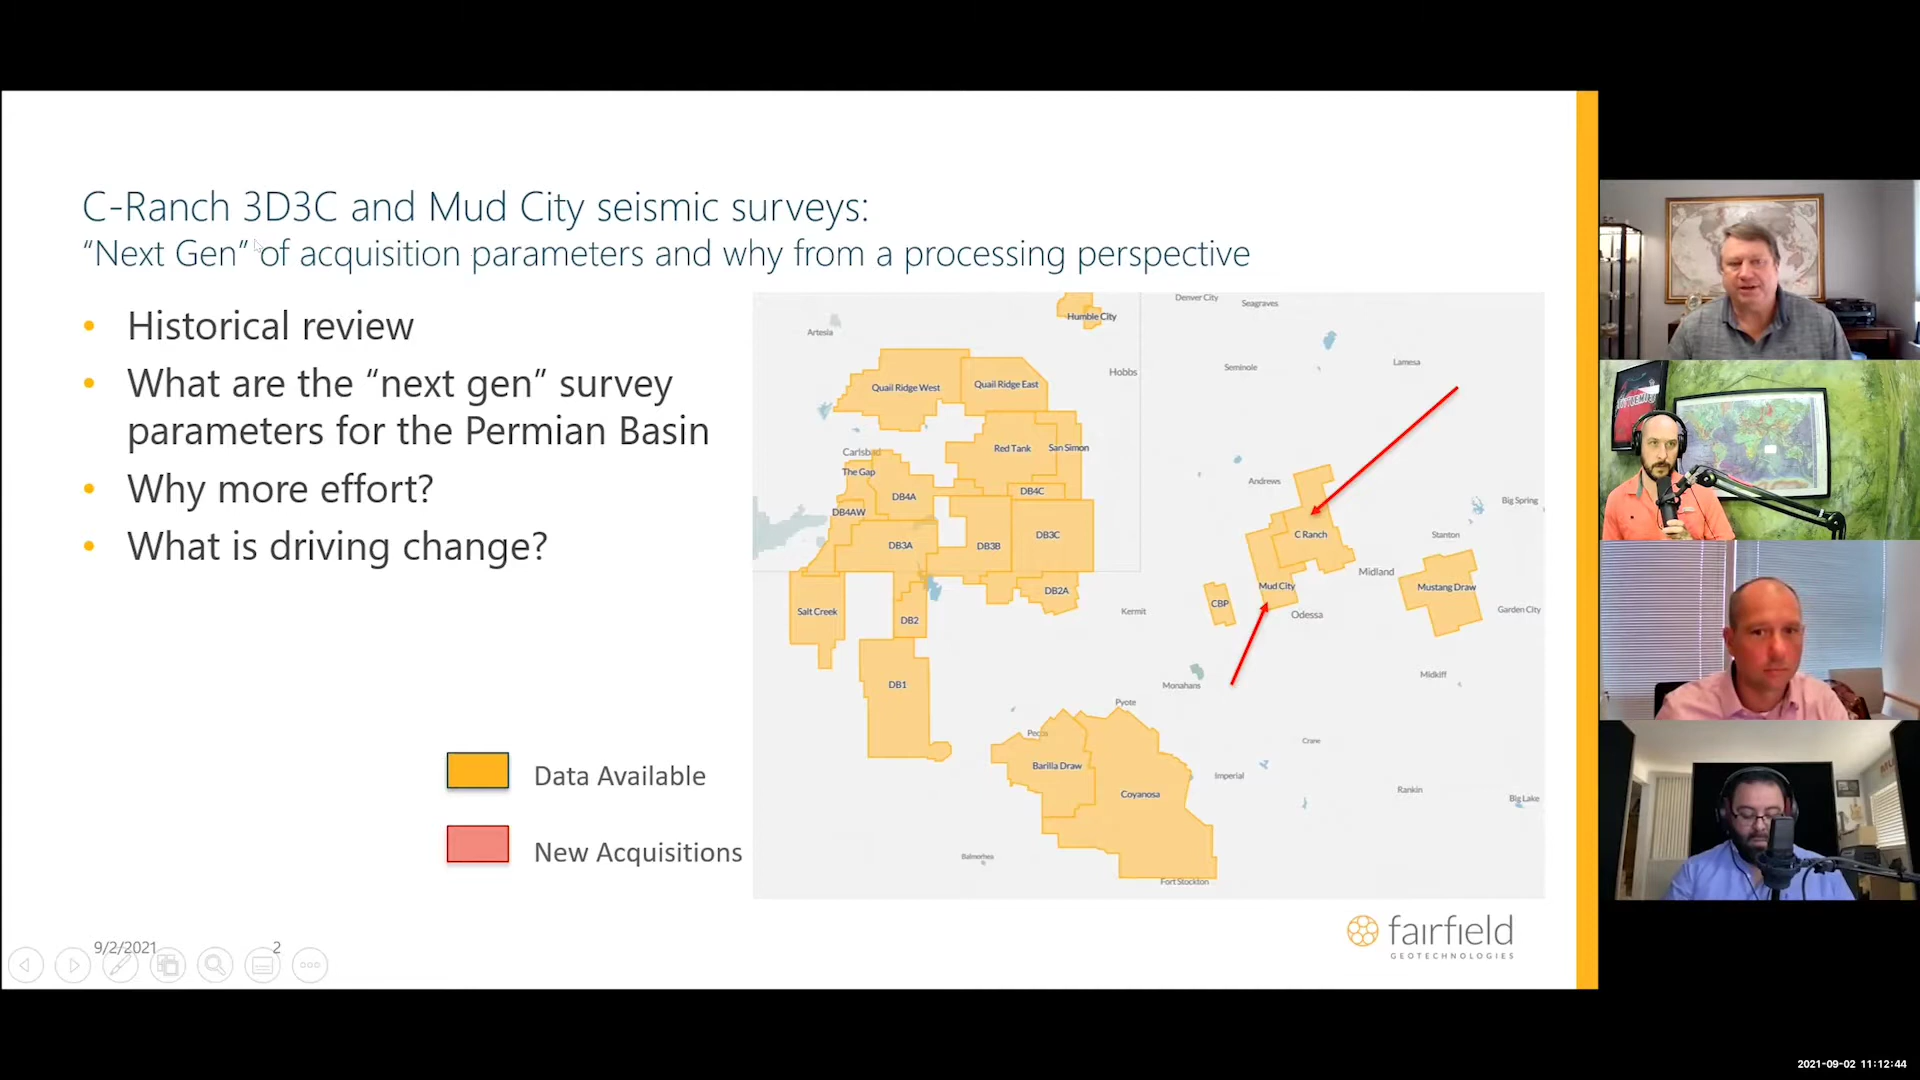 C-Ranch 3D3C and Mud City seismic surveys:
“Next Gen” of acquisition parameters and why from a processing perspective
• Historical review
• What are the “next gen” survey
parameters for the Permian Basin
• Why more effort?
• What is driving change?
Data Available
New Acquisitions
Denver City
Seagraves
Humble City
Artesia
Hobbs
Seminole
Lamesa
Quail Ridge West
Quail Ridge East
Carlsbad
Red Tank
San Simon
The Gap
DB4A
DB4C
Andrews
Big Spring
DB4AW
DB3A
DB3B
DB3C
C Ranch
Stanton
Midland
Mud City
Mustang Draw
DB2A
CBP
Salt Creek
DB2
Kermit
Odessa
Garden City
DB1
Monahans
Midkiff
Pyote
Pecos
Crane
Barilla Draw
Imperial
Coyanosa
Rankin
Big Lake
Balmorhea
Fort Stockton
fairfield
GEOTECHNOLOGIES
9/2/2021
2
2021-09-02 11:12:44